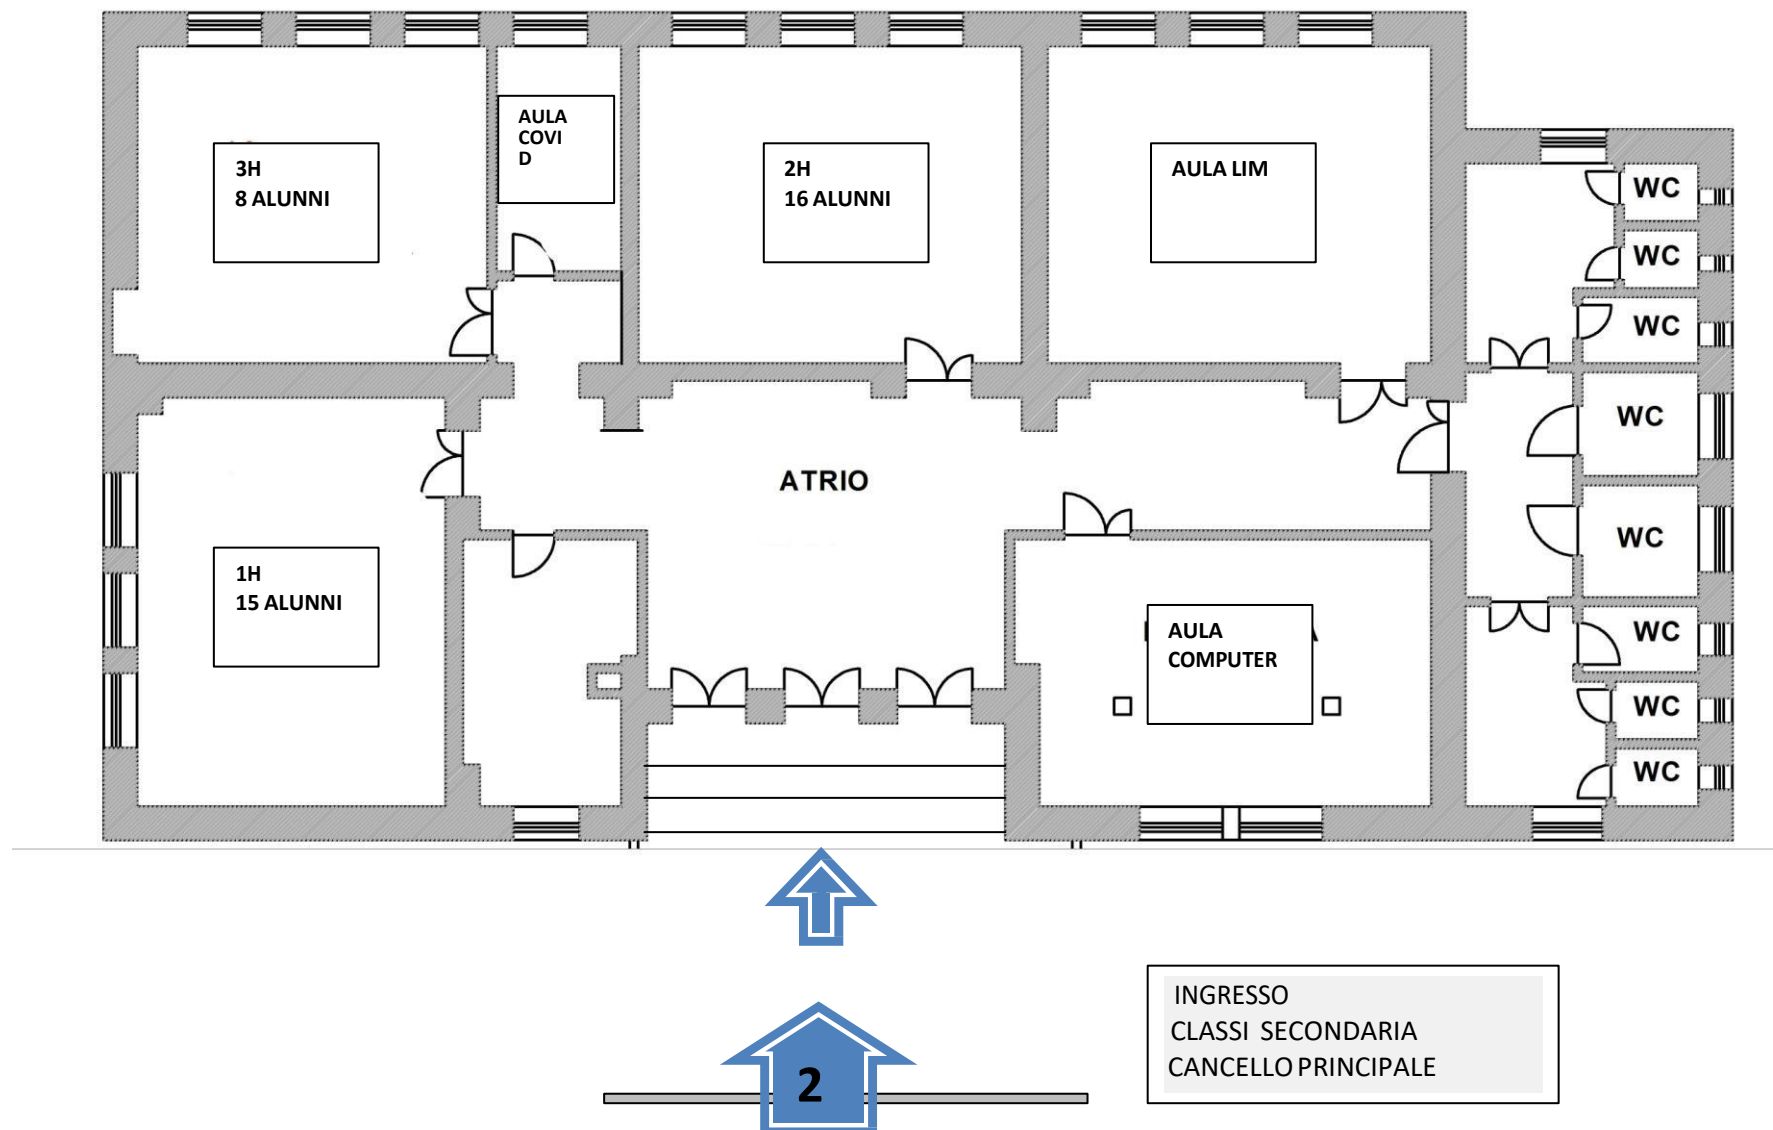 AULA
COVI
D
3H
8 ALUNNI
2H
16 ALUNNI
AULA LIM
WC
WC
WC
WC
ATRIO
WC
1H
15 ALUNNI
AULA
COMPUTER
WC
WC
WC
INGRESSO
CLASSI SECONDARIA
CANCELLO PRINCIPALE
2